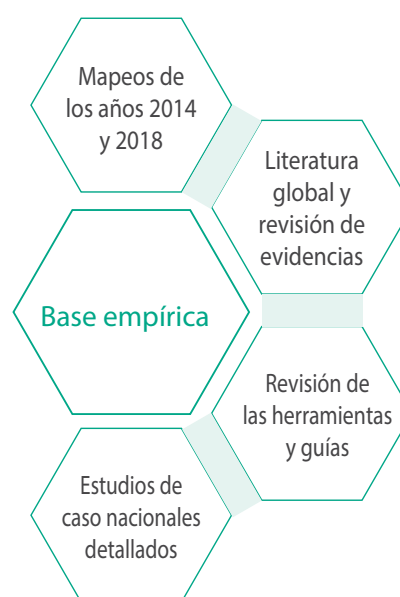 Mapeos de
los años 2014
y 2018
Literatura
global y
revisión de
evidencias
Base empírica
Revisión de
las herramientas
y guías
Estudios de
caso nacionales
detallados